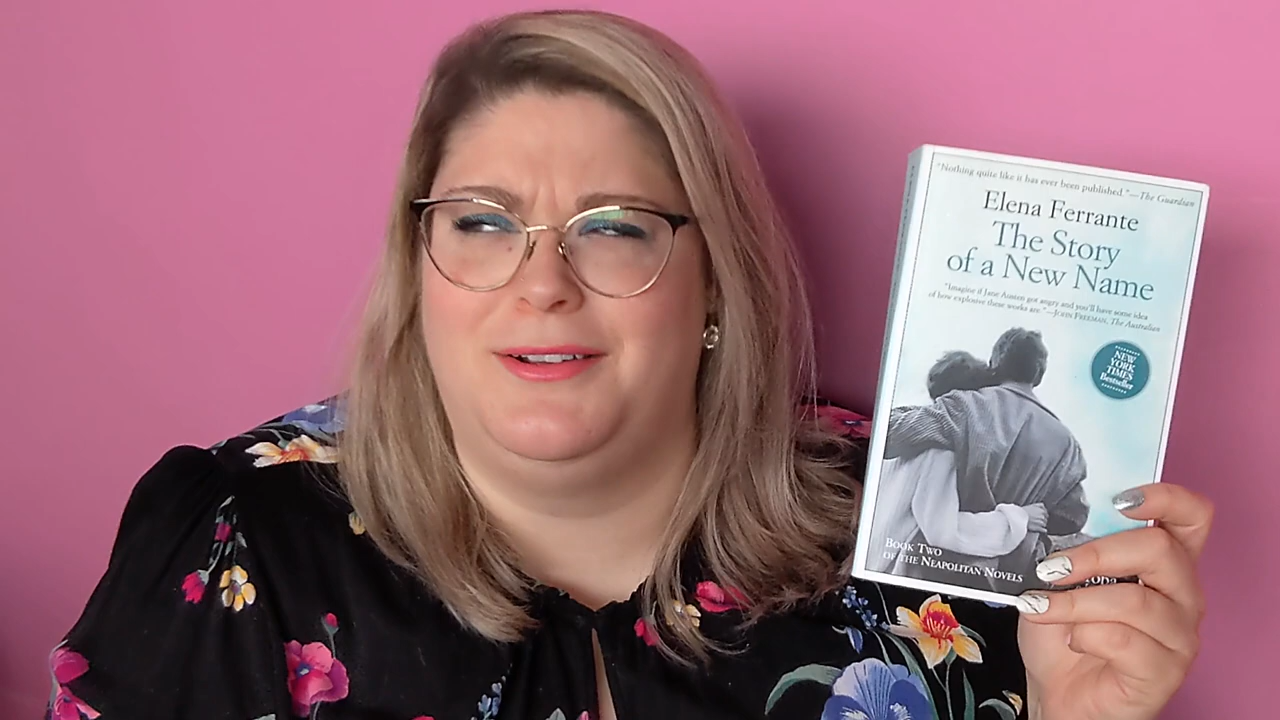 "Nothing quite like it has ever been published."—The Guardian
Elena Ferrante
The Story
of a New Name
"Imagine if Jane Austen got angry and you'll have some idea
of how explosive these works are."—John Freeman, The Australian
NEW
YORK
TIMES
Bestseller
Book Two
of the Neapolitan Novels